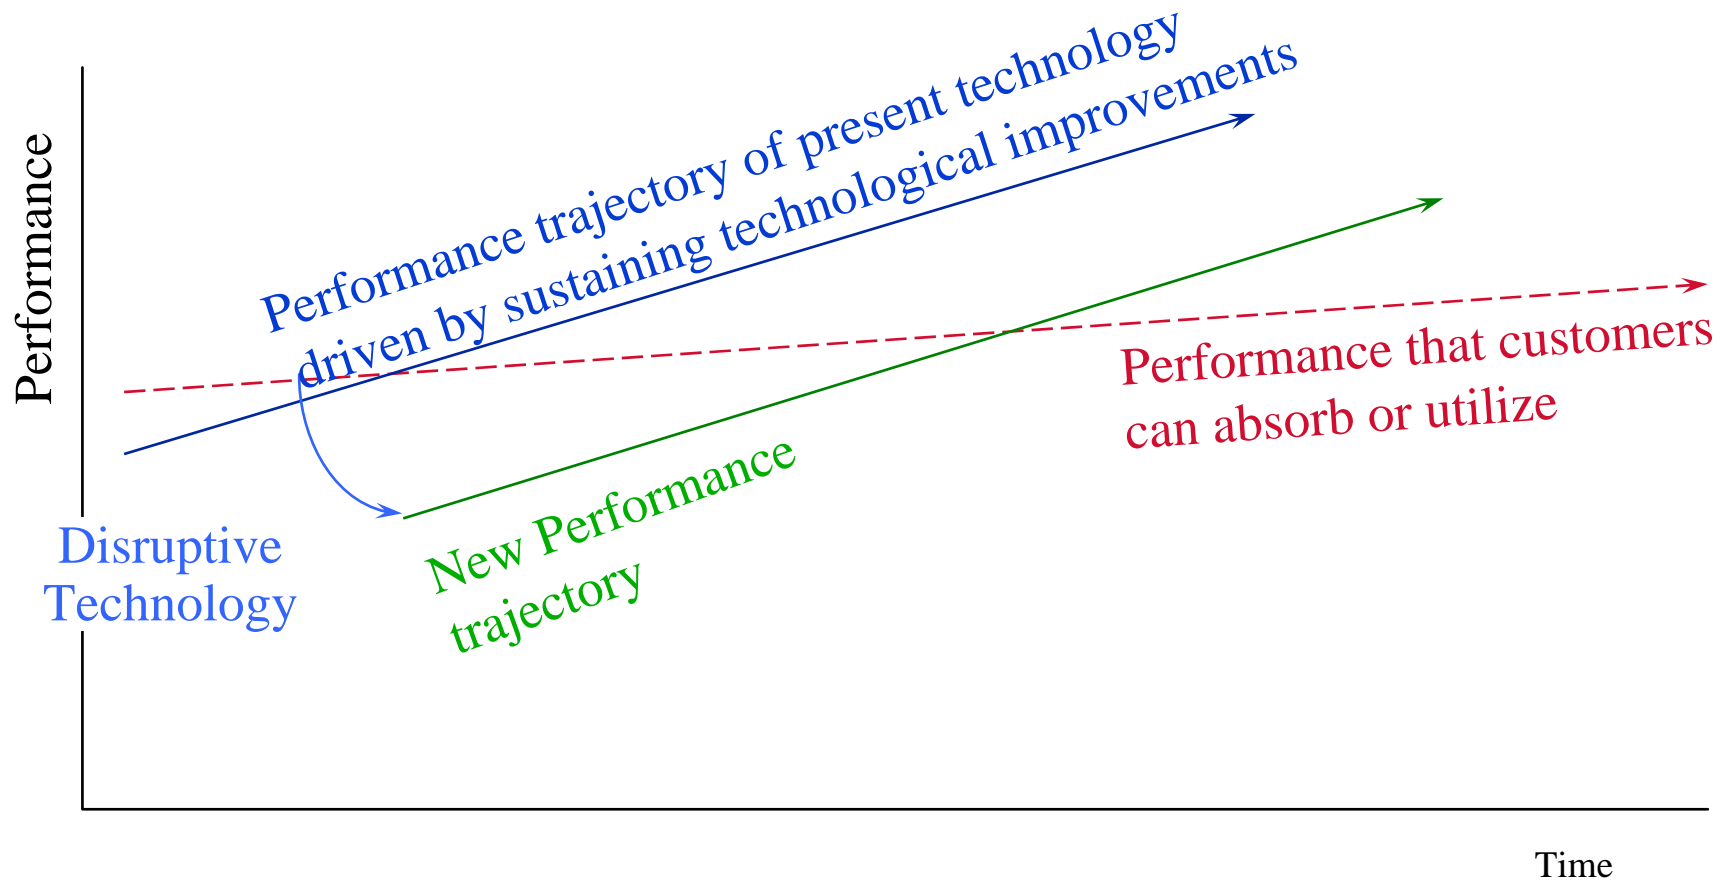 Performance
Performance trajectory of present technology
driven by sustaining technological improvements
Performance that customers
can absorb or utilize
Disruptive
Technology
New Performance
trajectory
Time